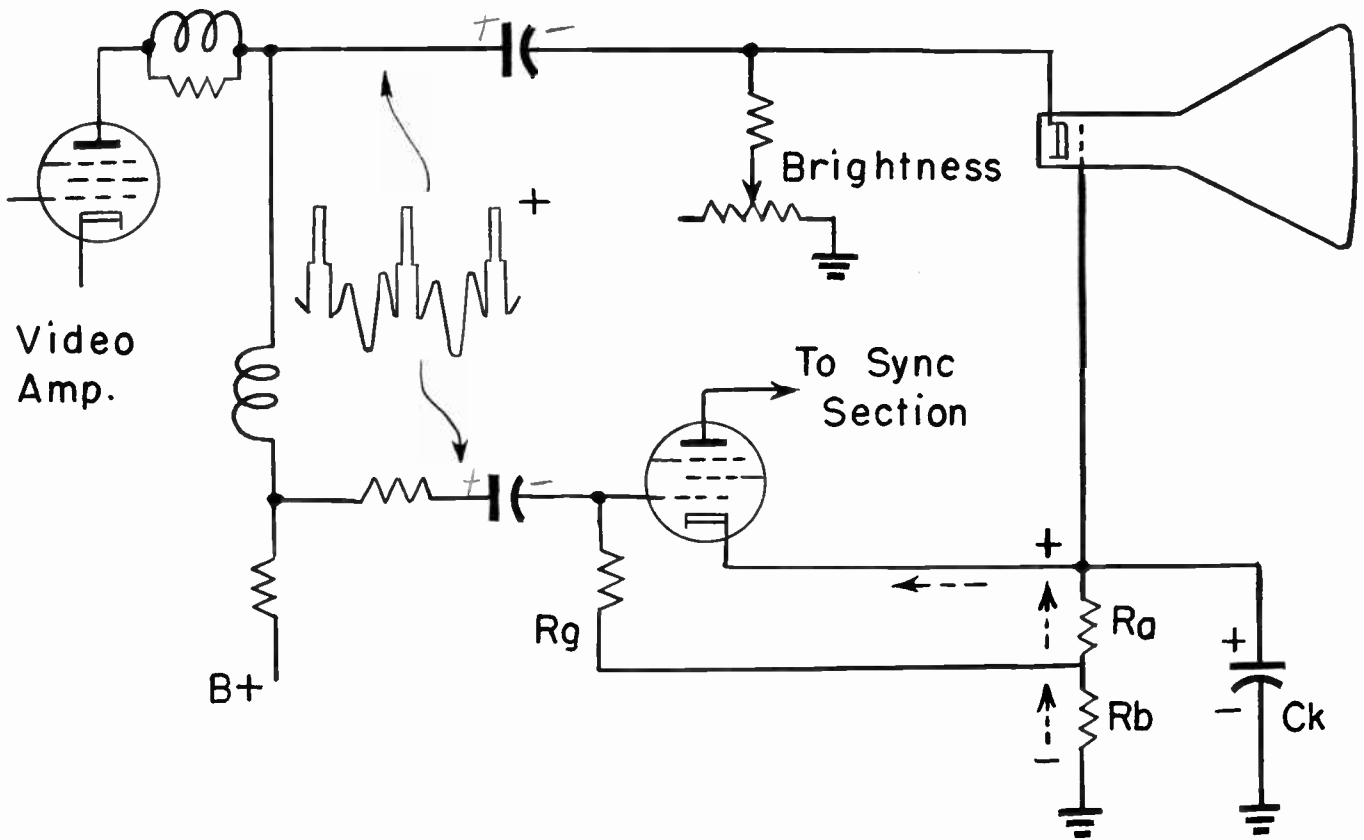 + -
Brightness
+
Video
Amp.
To Sync
Section
+ -
+
Rg
Ra
+
B+
Rb
-
Ck
-